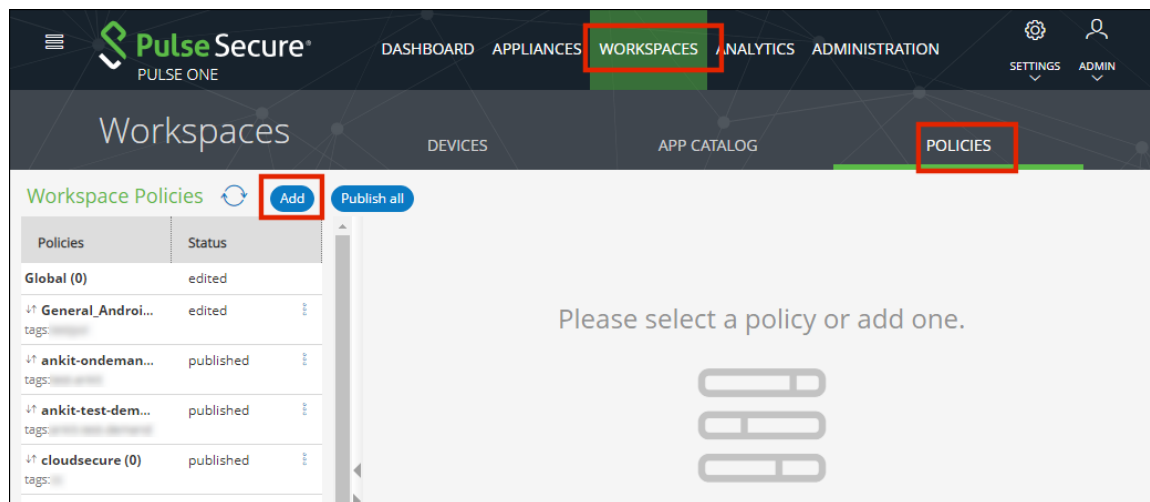 Pulse Secure®
PULSE ONE
DASHBOARD APPLIANCES WORKSPACES ANALYTICS ADMINISTRATION
SETTINGS ADMIN
Workspaces
DEVICES APP CATALOG POLICIES
Workspace Policies Add Publish all
Policies Status
Global (0) edited
General_Androi... edited
tags:
ankit-ondeman... published
tags:
ankit-test-dem... published
tags:
cloudsecure (0) published
tags:
Please select a policy or add one.